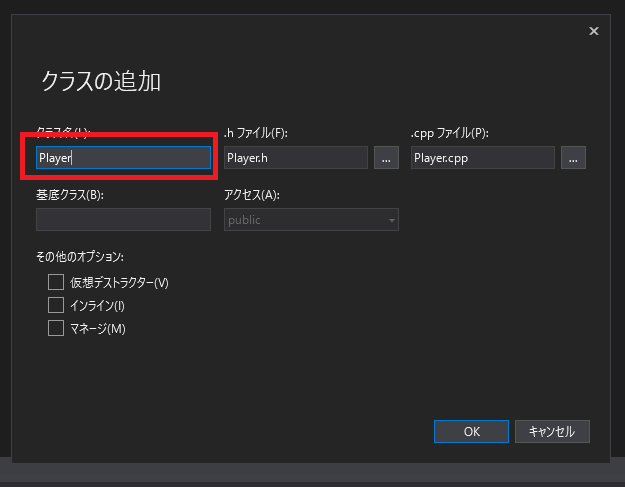 クラスの追加
クラス名(L):
.h ファイル(F):
.cpp ファイル(P):
Player
Player.h
...
Player.cpp
...
基底クラス(B):
アクセス(A):
public
その他のオプション:
仮想デストラクター(V)
インライン(I)
マネージ(M)
OK
キャンセル